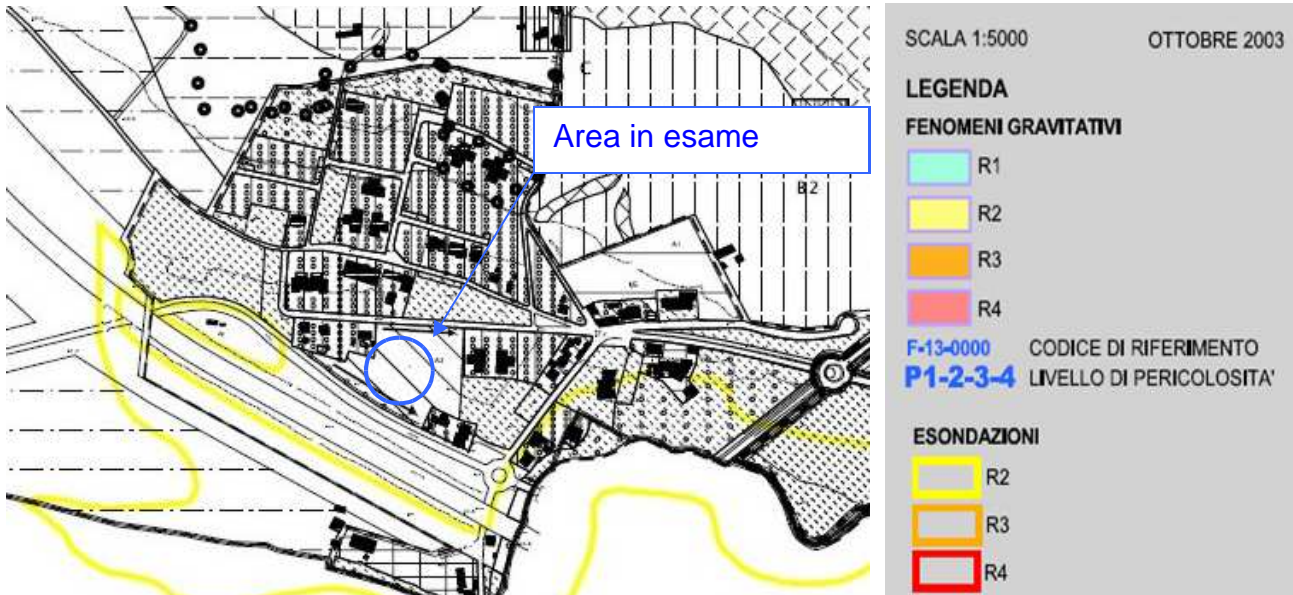 Area in esame
C
B2
SCALA 1:5000 OTTOBRE 2003
LEGENDA
FENOMENI GRAVITATIVI
R1
R2
R3
R4
F-13-0000 CODICE DI RIFERIMENTO
P1-2-3-4 LIVELLO DI PERICOLOSITA'
ESONDAZIONI
R2
R3
R4